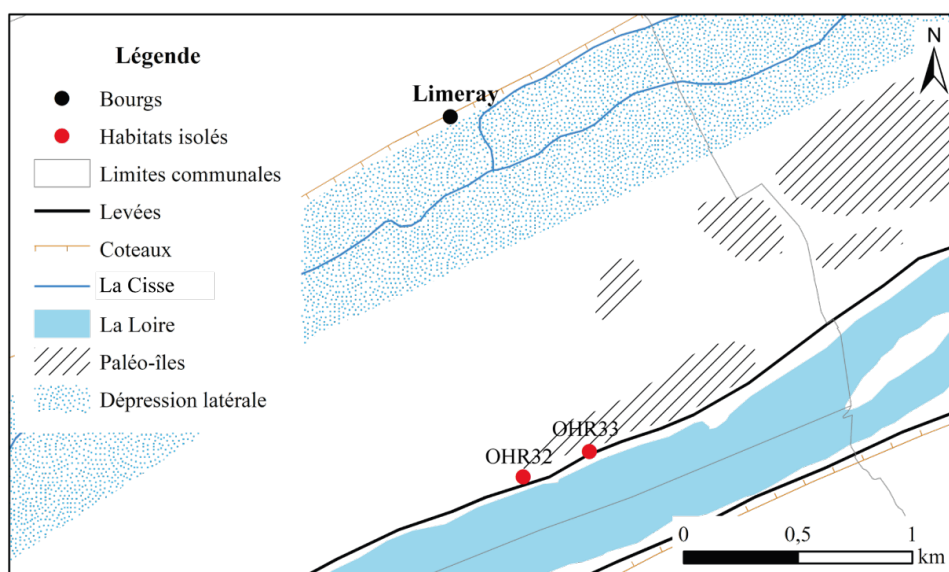 Légende
Bourgs
Habitats isolés
Limites communales
Levées
Coteaux
La Cisse
La Loire
Paléo-îles
Dépression latérale
N
Limeray
OHR33
OHR32
0 0,5 1
km